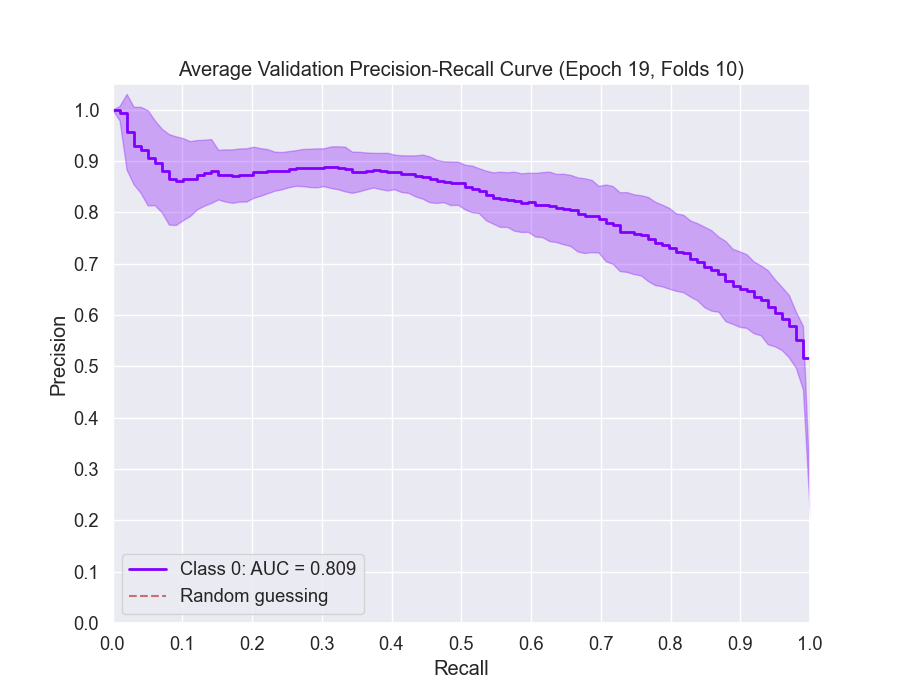 Average Validation Precision-Recall Curve (Epoch 19, Folds 10)
Precision
1.0
0.9
0.8
0.7
0.6
0.5
0.4
0.3
0.2
0.1
0.0
Class 0: AUC = 0.809
Random guessing
0.0 0.1 0.2 0.3 0.4 0.5 0.6 0.7 0.8 0.9 1.0
Recall